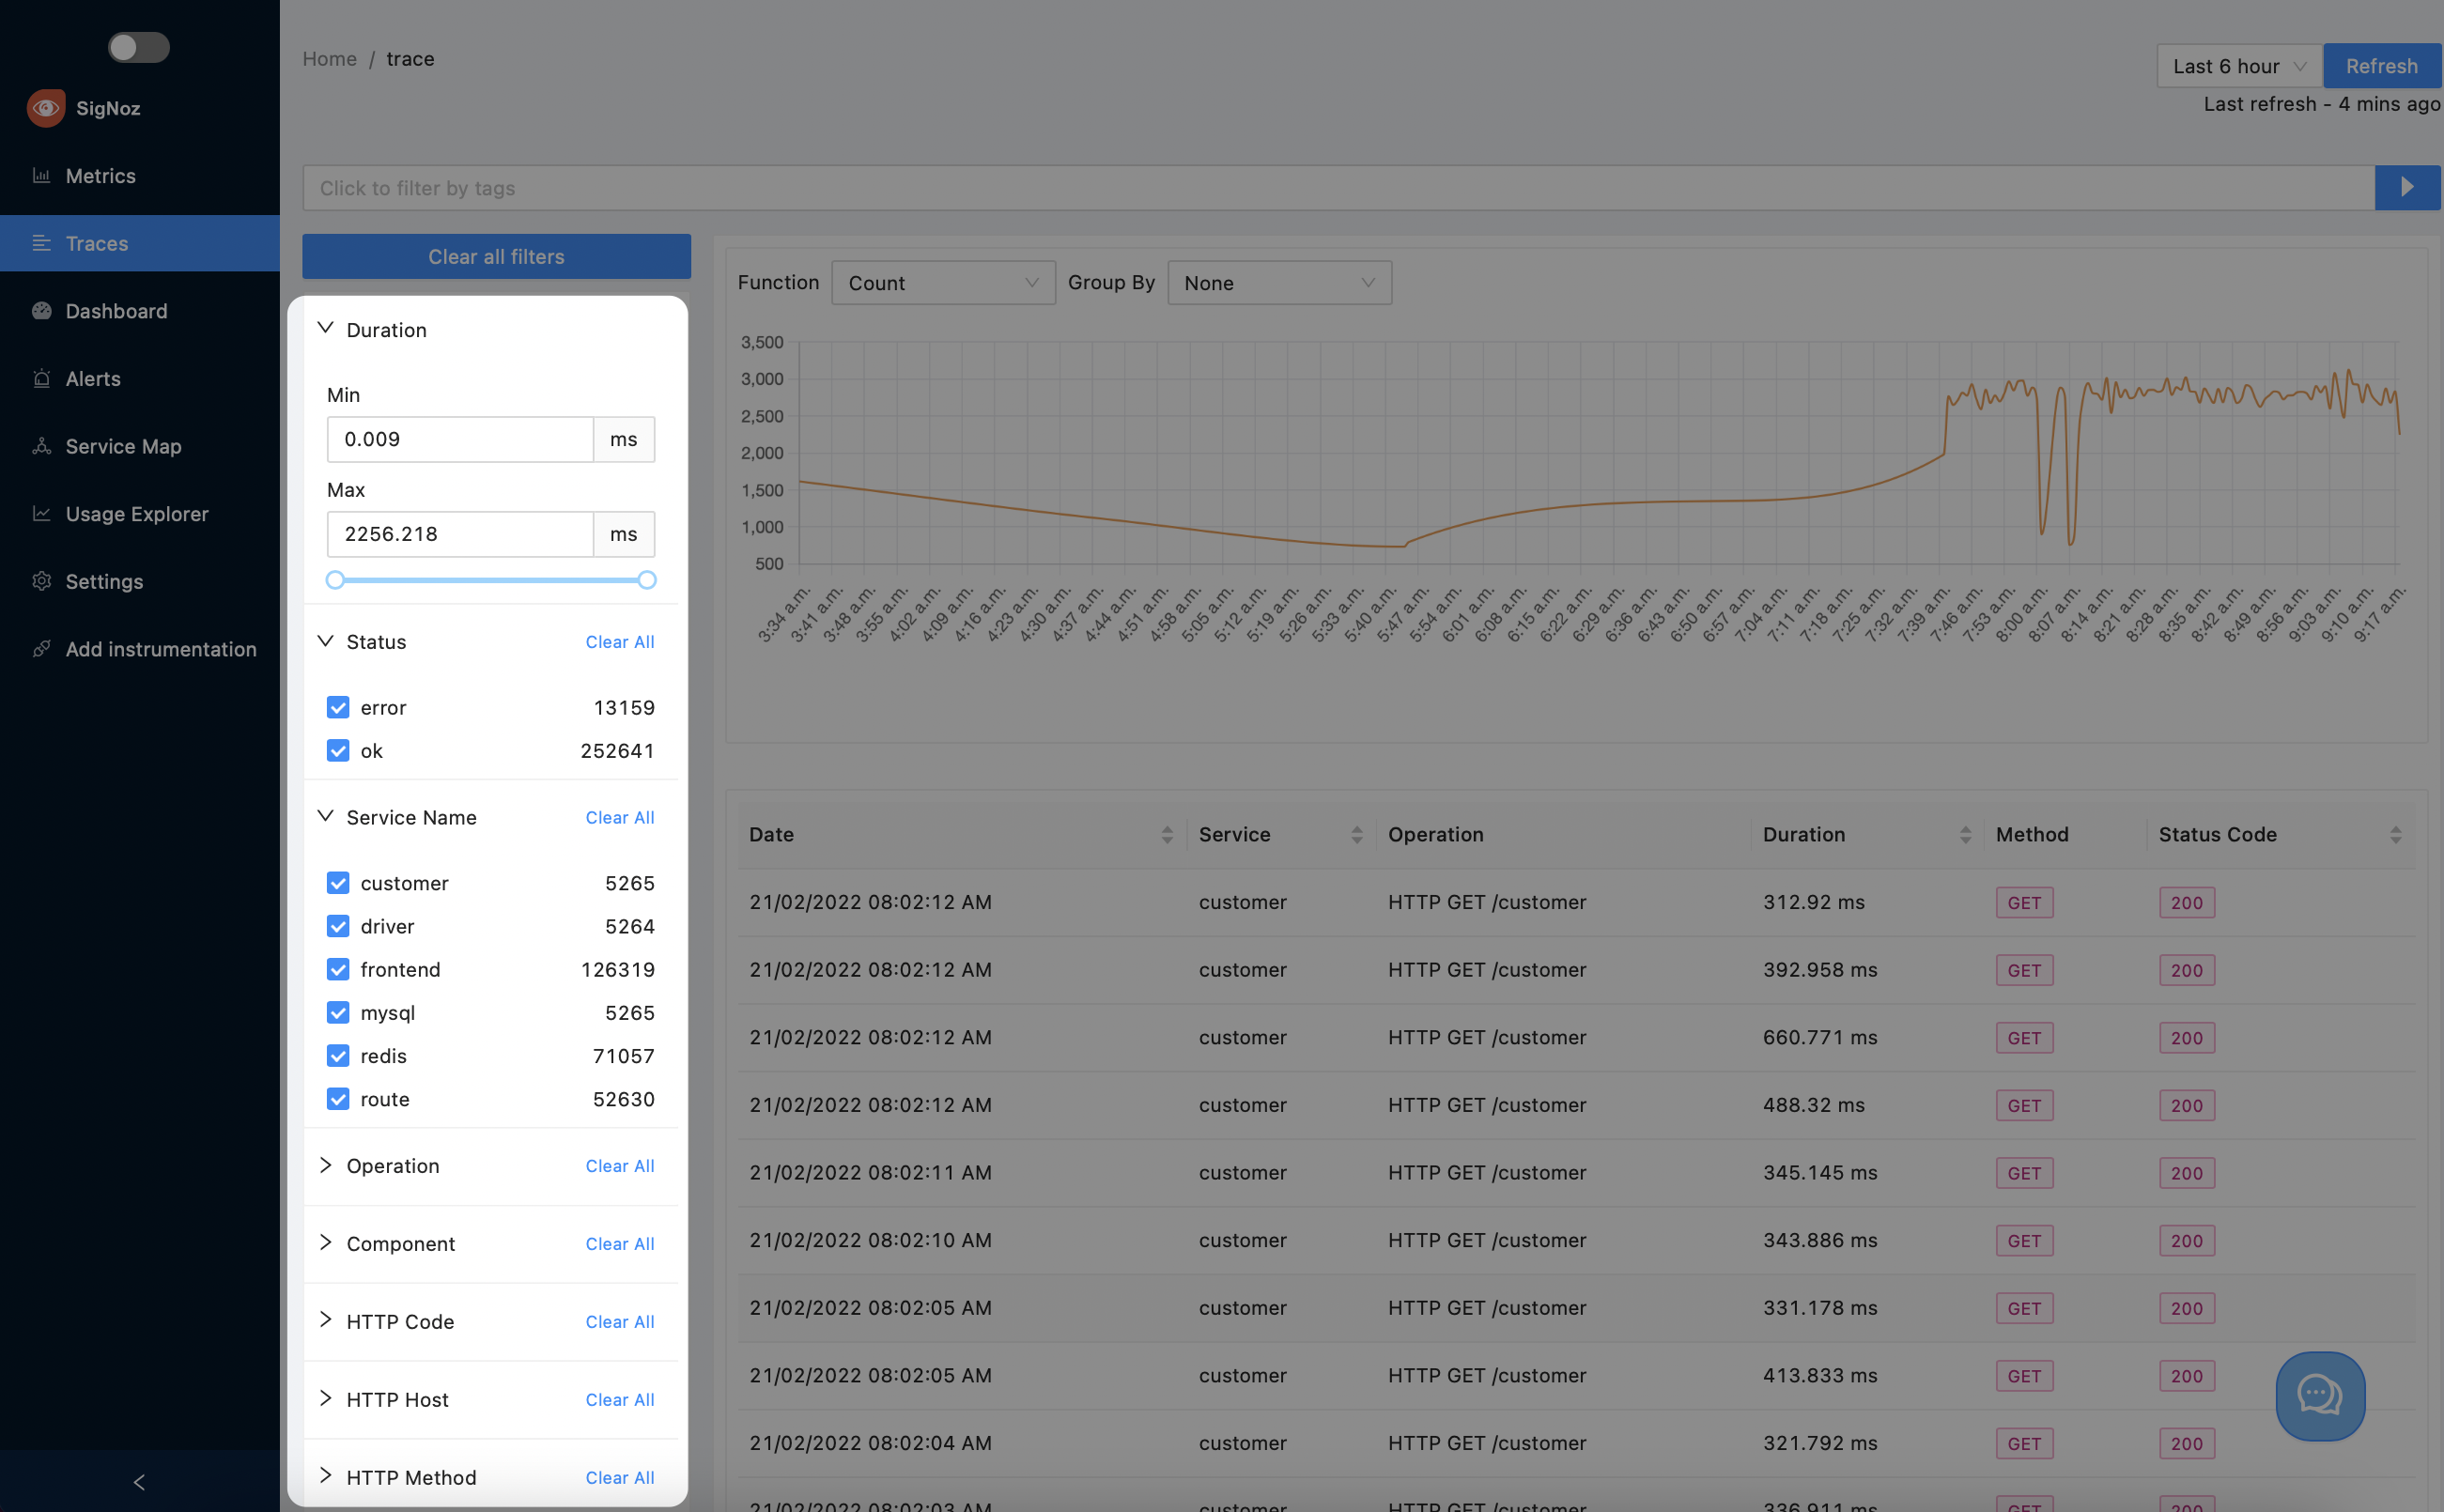 SigNoz
Metrics
Traces
Dashboard
Alerts
Service Map
Usage Explorer
Settings
Add instrumentation
Home / trace
Last 6 hour
Refresh
Last refresh - 4 mins ago
Click to filter by tags
Clear all filters
Duration
Min
0.009 ms
Max
2256.218 ms
Status Clear All
error 13159
ok 252641
Service Name Clear All
customer 5265
driver 5264
frontend 126319
mysql 5265
redis 71057
route 52630
Operation Clear All
Component Clear All
HTTP Code Clear All
HTTP Host Clear All
HTTP Method Clear All
Function Count Group By None
3,500
3,000
2,500
2,000
1,500
1,000
500
3:34 a.m. 3:41 a.m. 3:48 a.m. 3:55 a.m. 4:02 a.m. 4:09 a.m. 4:16 a.m. 4:23 a.m. 4:30 a.m. 4:37 a.m. 4:44 a.m. 4:51 a.m. 4:58 a.m. 5:05 a.m. 5:12 a.m. 5:19 a.m. 5:26 a.m. 5:33 a.m. 5:40 a.m. 5:47 a.m. 5:54 a.m. 6:01 a.m. 6:08 a.m. 6:15 a.m. 6:22 a.m. 6:29 a.m. 6:36 a.m. 6:43 a.m. 6:50 a.m. 6:57 a.m. 7:04 a.m. 7:11 a.m. 7:18 a.m. 7:25 a.m. 7:32 a.m. 7:39 a.m. 7:46 a.m. 7:53 a.m. 8:00 a.m. 8:07 a.m. 8:14 a.m. 8:21 a.m. 8:28 a.m. 8:35 a.m. 8:42 a.m. 8:49 a.m. 8:56 a.m. 9:03 a.m. 9:10 a.m. 9:17 a.m.
Date Service Operation Duration Method Status Code
21/02/2022 08:02:12 AM customer HTTP GET /customer 312.92 ms GET 200
21/02/2022 08:02:12 AM customer HTTP GET /customer 392.958 ms GET 200
21/02/2022 08:02:12 AM customer HTTP GET /customer 660.771 ms GET 200
21/02/2022 08:02:12 AM customer HTTP GET /customer 488.32 ms GET 200
21/02/2022 08:02:11 AM customer HTTP GET /customer 345.145 ms GET 200
21/02/2022 08:02:10 AM customer HTTP GET /customer 343.886 ms GET 200
21/02/2022 08:02:05 AM customer HTTP GET /customer 331.178 ms GET 200
21/02/2022 08:02:05 AM customer HTTP GET /customer 413.833 ms GET 200
21/02/2022 08:02:04 AM customer HTTP GET /customer 321.792 ms GET 200
21/02/2022 08:02:03 AM customer HTTP GET /customer 336.911 ms GET 200